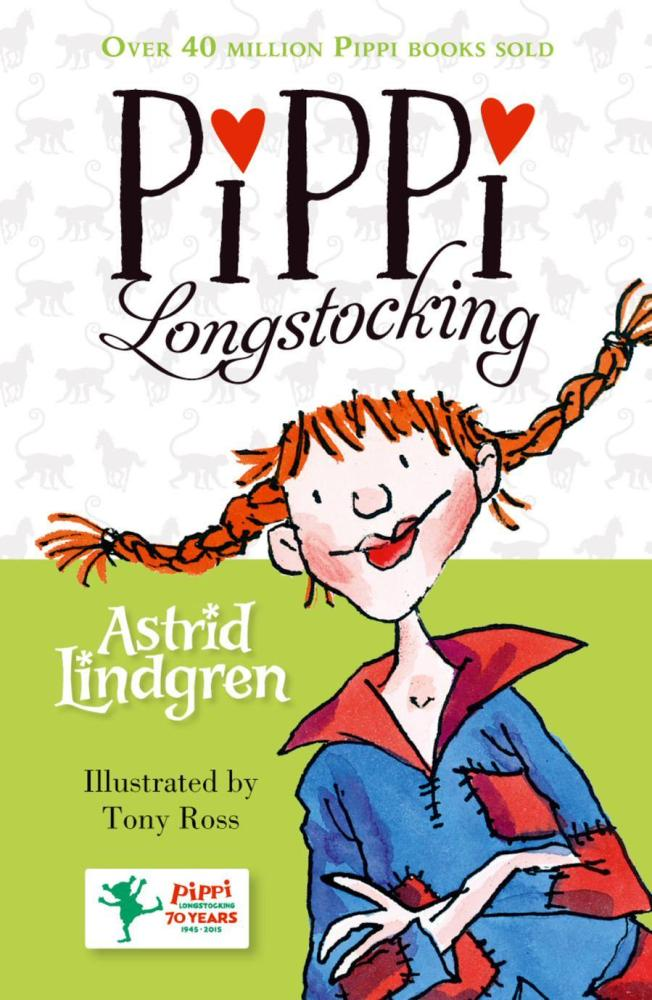 OVER 40 MILLION PIPPI BOOKS SOLD
PiPPi
Longstocking
Astrid
Lindgren
Illustrated by
Tony Ross
PiPPi
LONGSTOCKING
70 YEARS
1945 · 2015